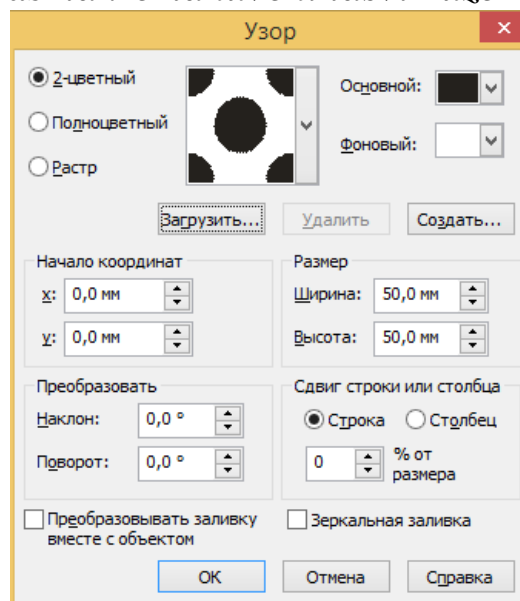 Узор
2-цветный
Полноцветный
Растр
Основной:
Фоновый:
Загрузить...
Удалить
Создать...
Начало координат
x: 0,0 мм
y: 0,0 мм
Размер
Ширина: 50,0 мм
Высота: 50,0 мм
Преобразовать
Наклон: 0,0 °
Поворот: 0,0 °
Сдвиг строки или столбца
Строка Столбец
0 % от
размера
Преобразовывать заливку
вместе с объектом
Зеркальная заливка
ОК Отмена Справка